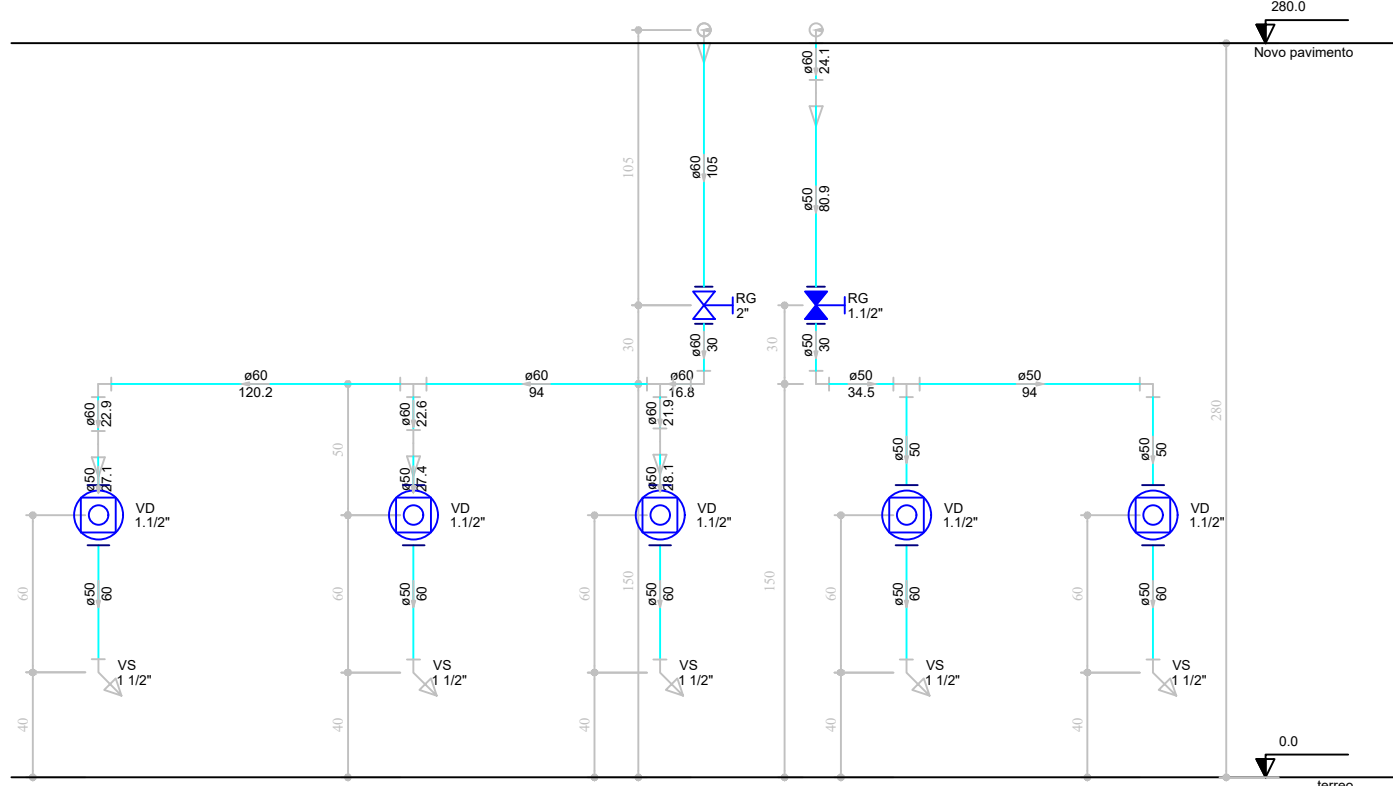 280.0
Novo pavimento
ø60
24.1
105
ø60
105
ø50
80.9
RG
2"
RG
1.1/2"
30
ø60
30
30
ø50
30
ø60
120.2
ø60
94
ø60
16.8
ø50
34.5
ø50
94
280
ø60
22.9
ø60
22.6
ø60
21.9
50
ø50
50
ø50
50
ø50
27.1
ø50
27.4
ø50
28.1
VD
1.1/2"
VD
1.1/2"
VD
1.1/2"
VD
1.1/2"
VD
1.1/2"
60
ø50
60
60
ø50
60
60
150
ø50
60
150
60
ø50
60
60
ø50
60
VS
1 1/2"
VS
1 1/2"
VS
1 1/2"
VS
1 1/2"
VS
1 1/2"
40
40
40
40
40
0.0
terreo